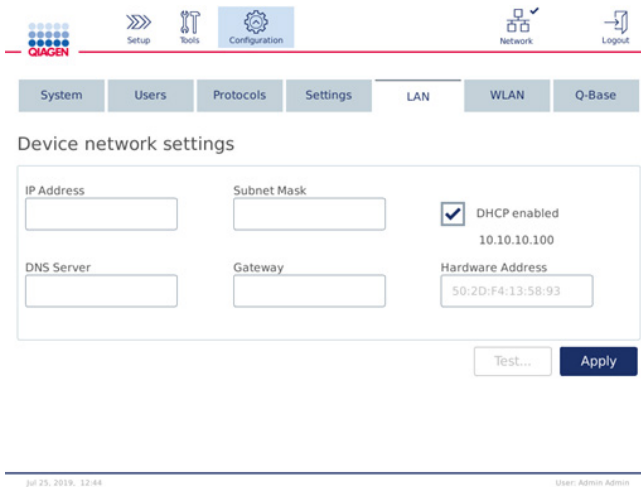 QIAGEN
Setup
Tools
Configuration
Network
Logout
System Users Protocols Settings LAN WLAN Q-Base
Device network settings
IP Address Subnet Mask
DHCP enabled
10.10.10.100
DNS Server Gateway Hardware Address
50:2D:F4:13:58:93
Test... Apply
Jul 25, 2019, 12:44 User: Admin Admin